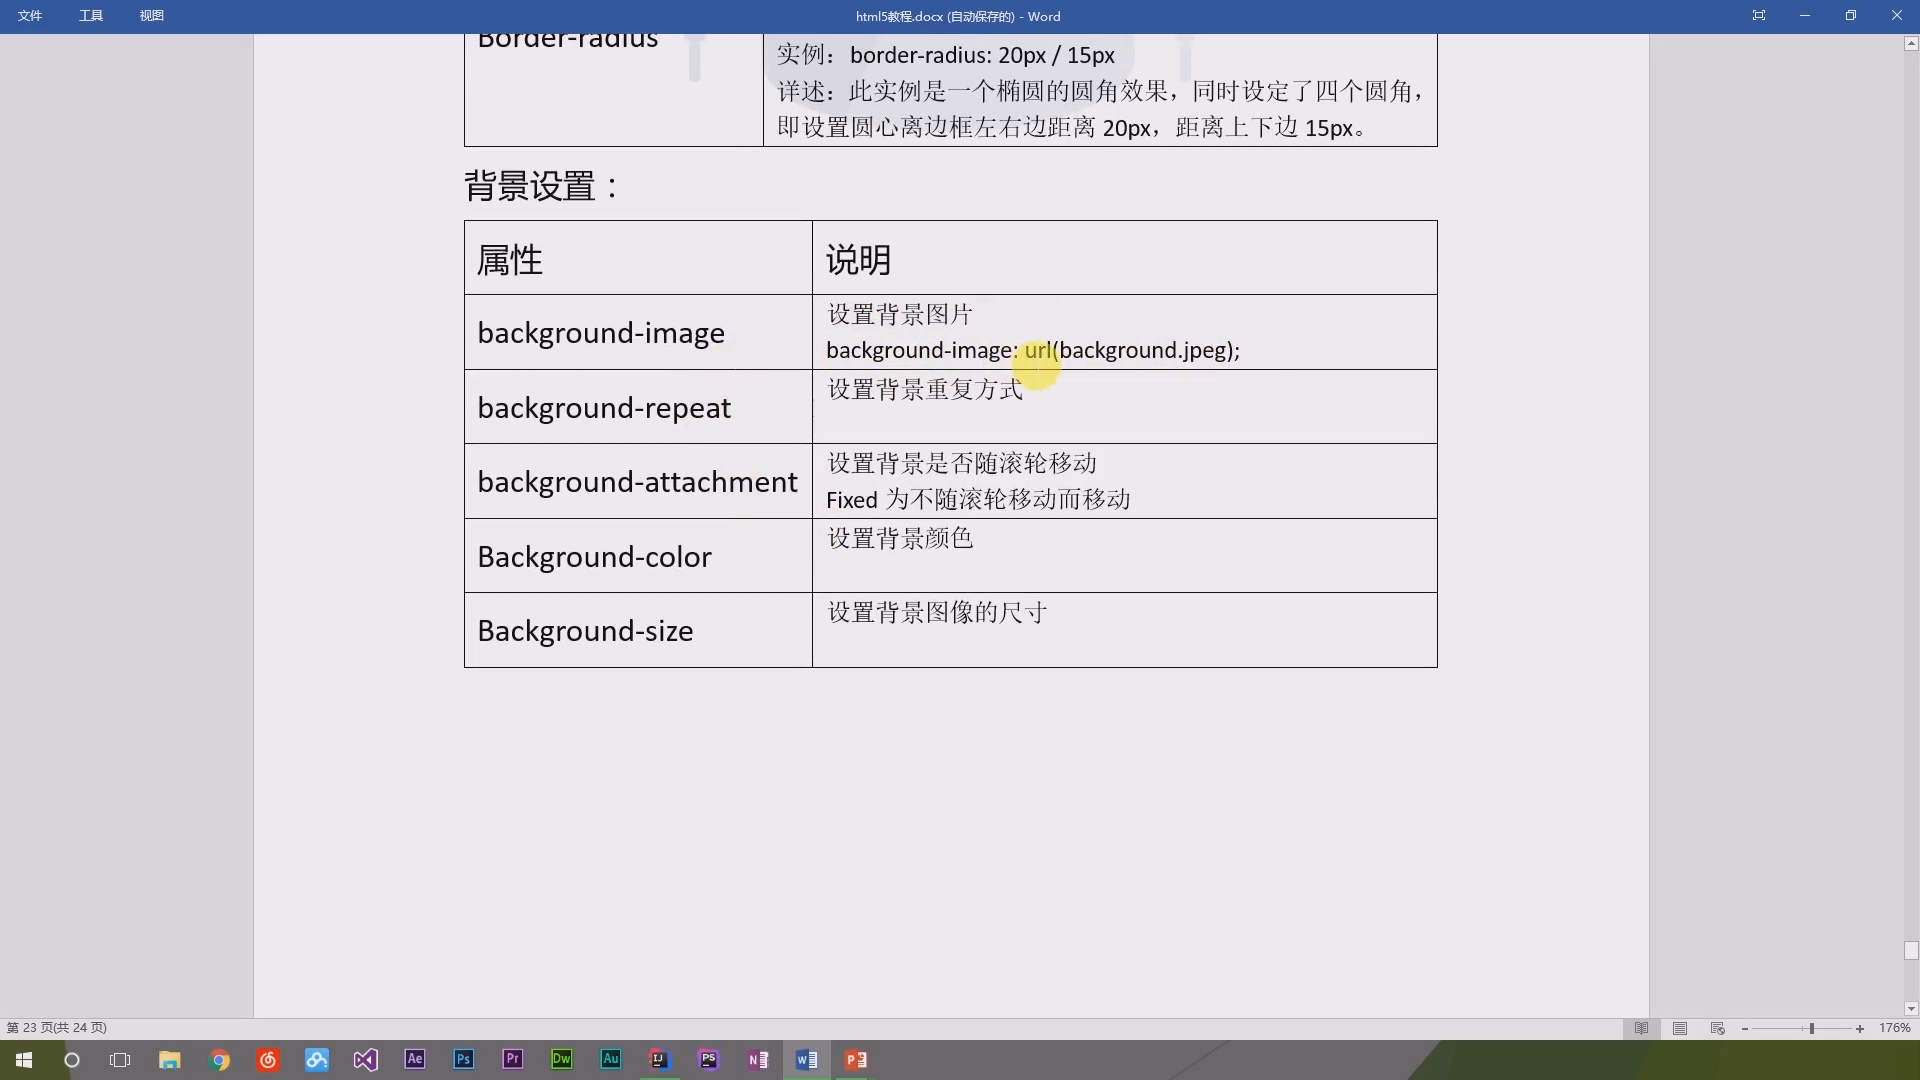 文件 工具 视图 html5教程.docx (自动保存的) - Word
Border-radius
实例：border-radius: 20px / 15px
详述：此实例是一个椭圆的圆角效果，同时设定了四个圆角，
即设置圆心离边框左右边距离 20px，距离上下边 15px。
背景设置：
属性 说明
background-image
设置背景图片
background-image: url(background.jpeg);
background-repeat
设置背景重复方式
background-attachment
设置背景是否随滚轮移动
Fixed 为不随滚轮移动而移动
Background-color
设置背景颜色
Background-size
设置背景图像的尺寸
第 23 页(共 24 页) 176%
Ae Ps Pr Dw Au IJ PS N W P